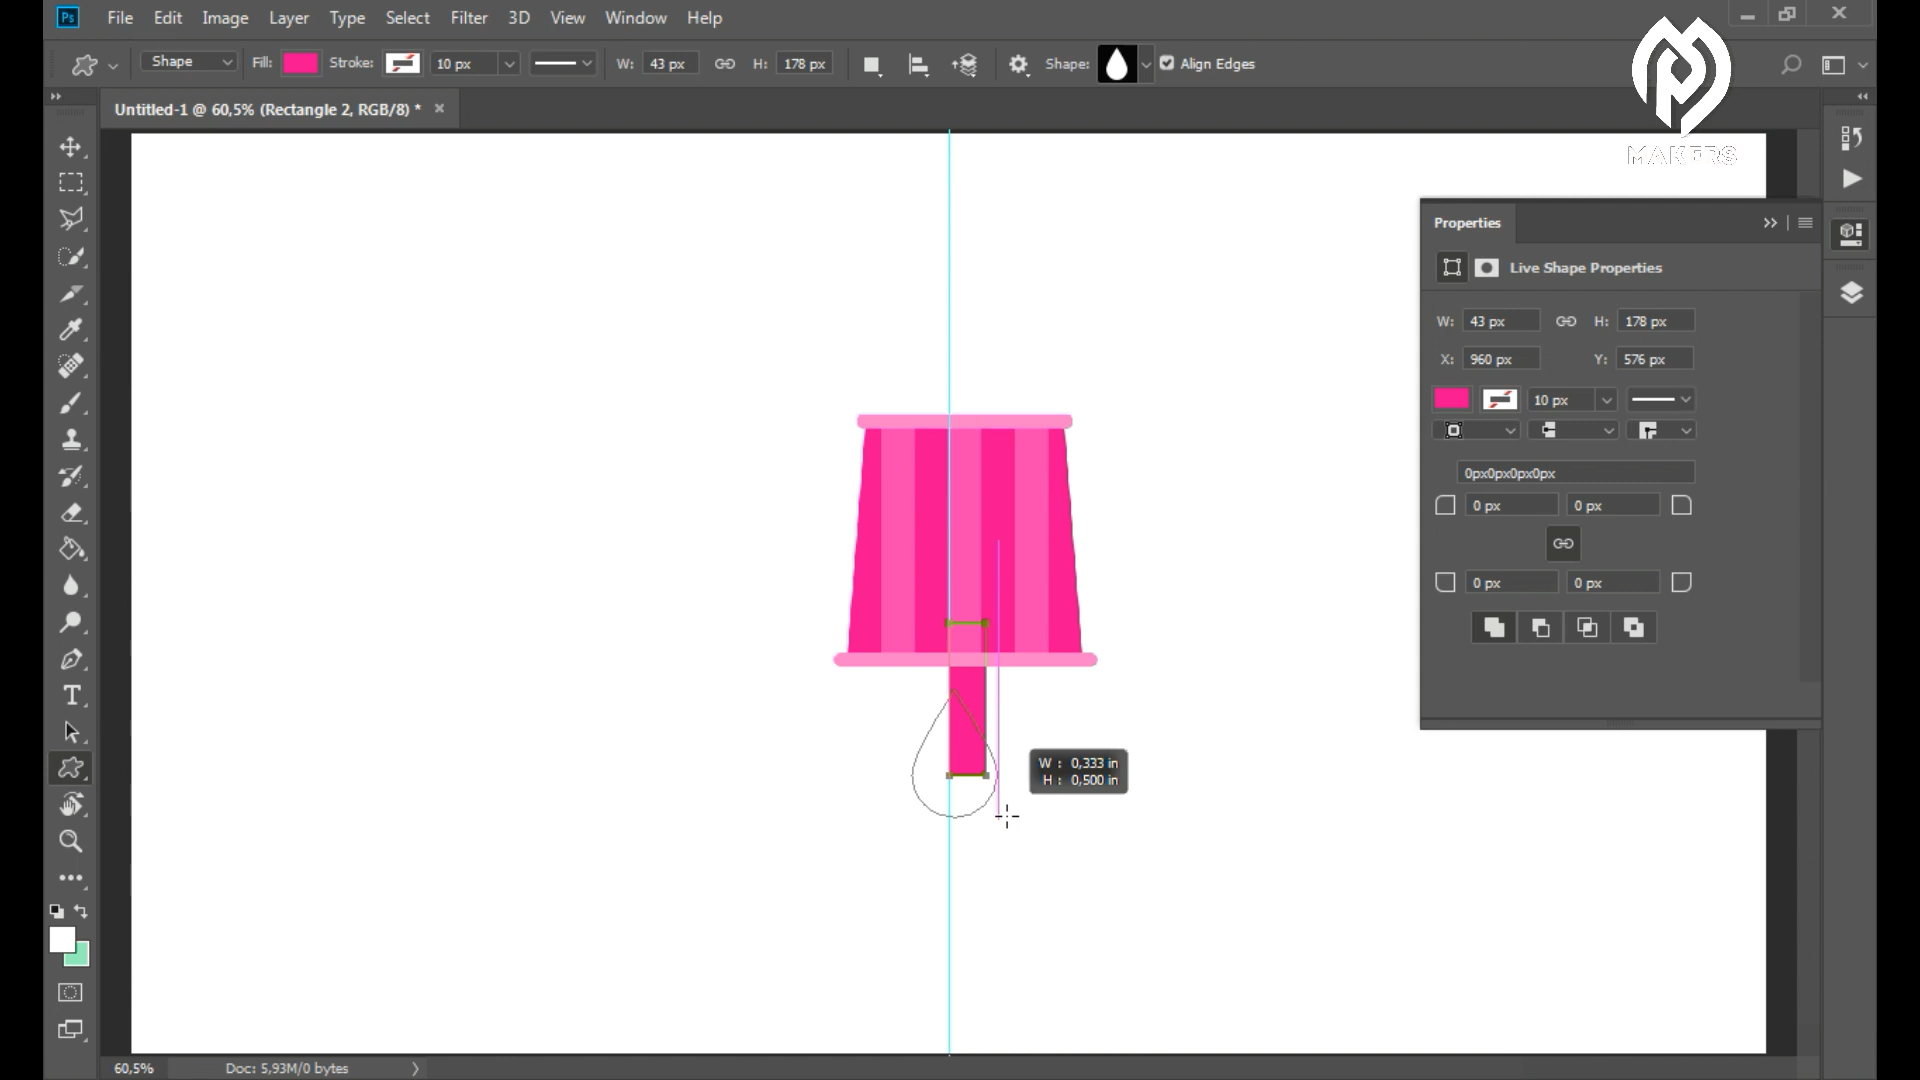 Ps File Edit Image Layer Type Select Filter 3D View Window Help
Shape Fill: Stroke: 10 px W: 43 px H: 178 px Shape: Align Edges
MAKERS
Untitled-1 @ 60,5% (Rectangle 2, RGB/8) *
Properties
Live Shape Properties
W: 43 px H: 178 px
X: 960 px Y: 576 px
10 px
0px0px0px0px
0 px 0 px
0 px 0 px
W : 0,333 in
H : 0,500 in
60,5% Doc: 5,93M/0 bytes